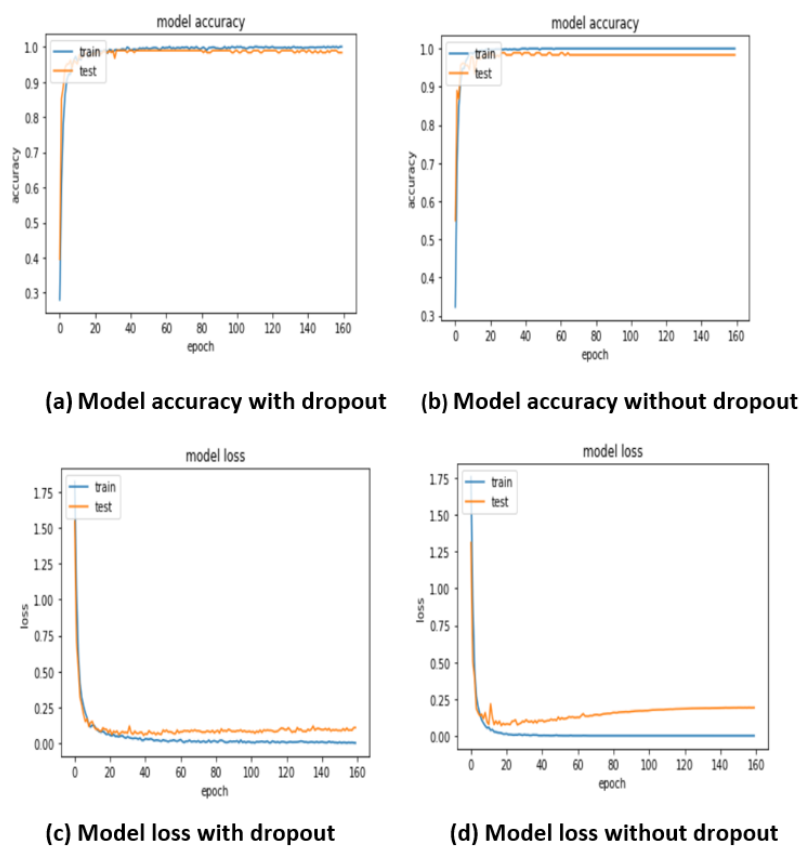 model accuracy
train
test
1.0
0.9
0.8
0.7
0.6
0.5
0.4
0.3
accuracy
0 20 40 60 80 100 120 140 160
epoch
(a) Model accuracy with dropout
model accuracy
train
test
1.0
0.9
0.8
0.7
0.6
0.5
0.4
0.3
accuracy
0 20 40 60 80 100 120 140 160
epoch
(b) Model accuracy without dropout
model loss
train
test
1.75
1.50
1.25
1.00
0.75
0.50
0.25
0.00
loss
0 20 40 60 80 100 120 140 160
epoch
(c) Model loss with dropout
model loss
train
test
1.75
1.50
1.25
1.00
0.75
0.50
0.25
0.00
loss
0 20 40 60 80 100 120 140 160
epoch
(d) Model loss without dropout